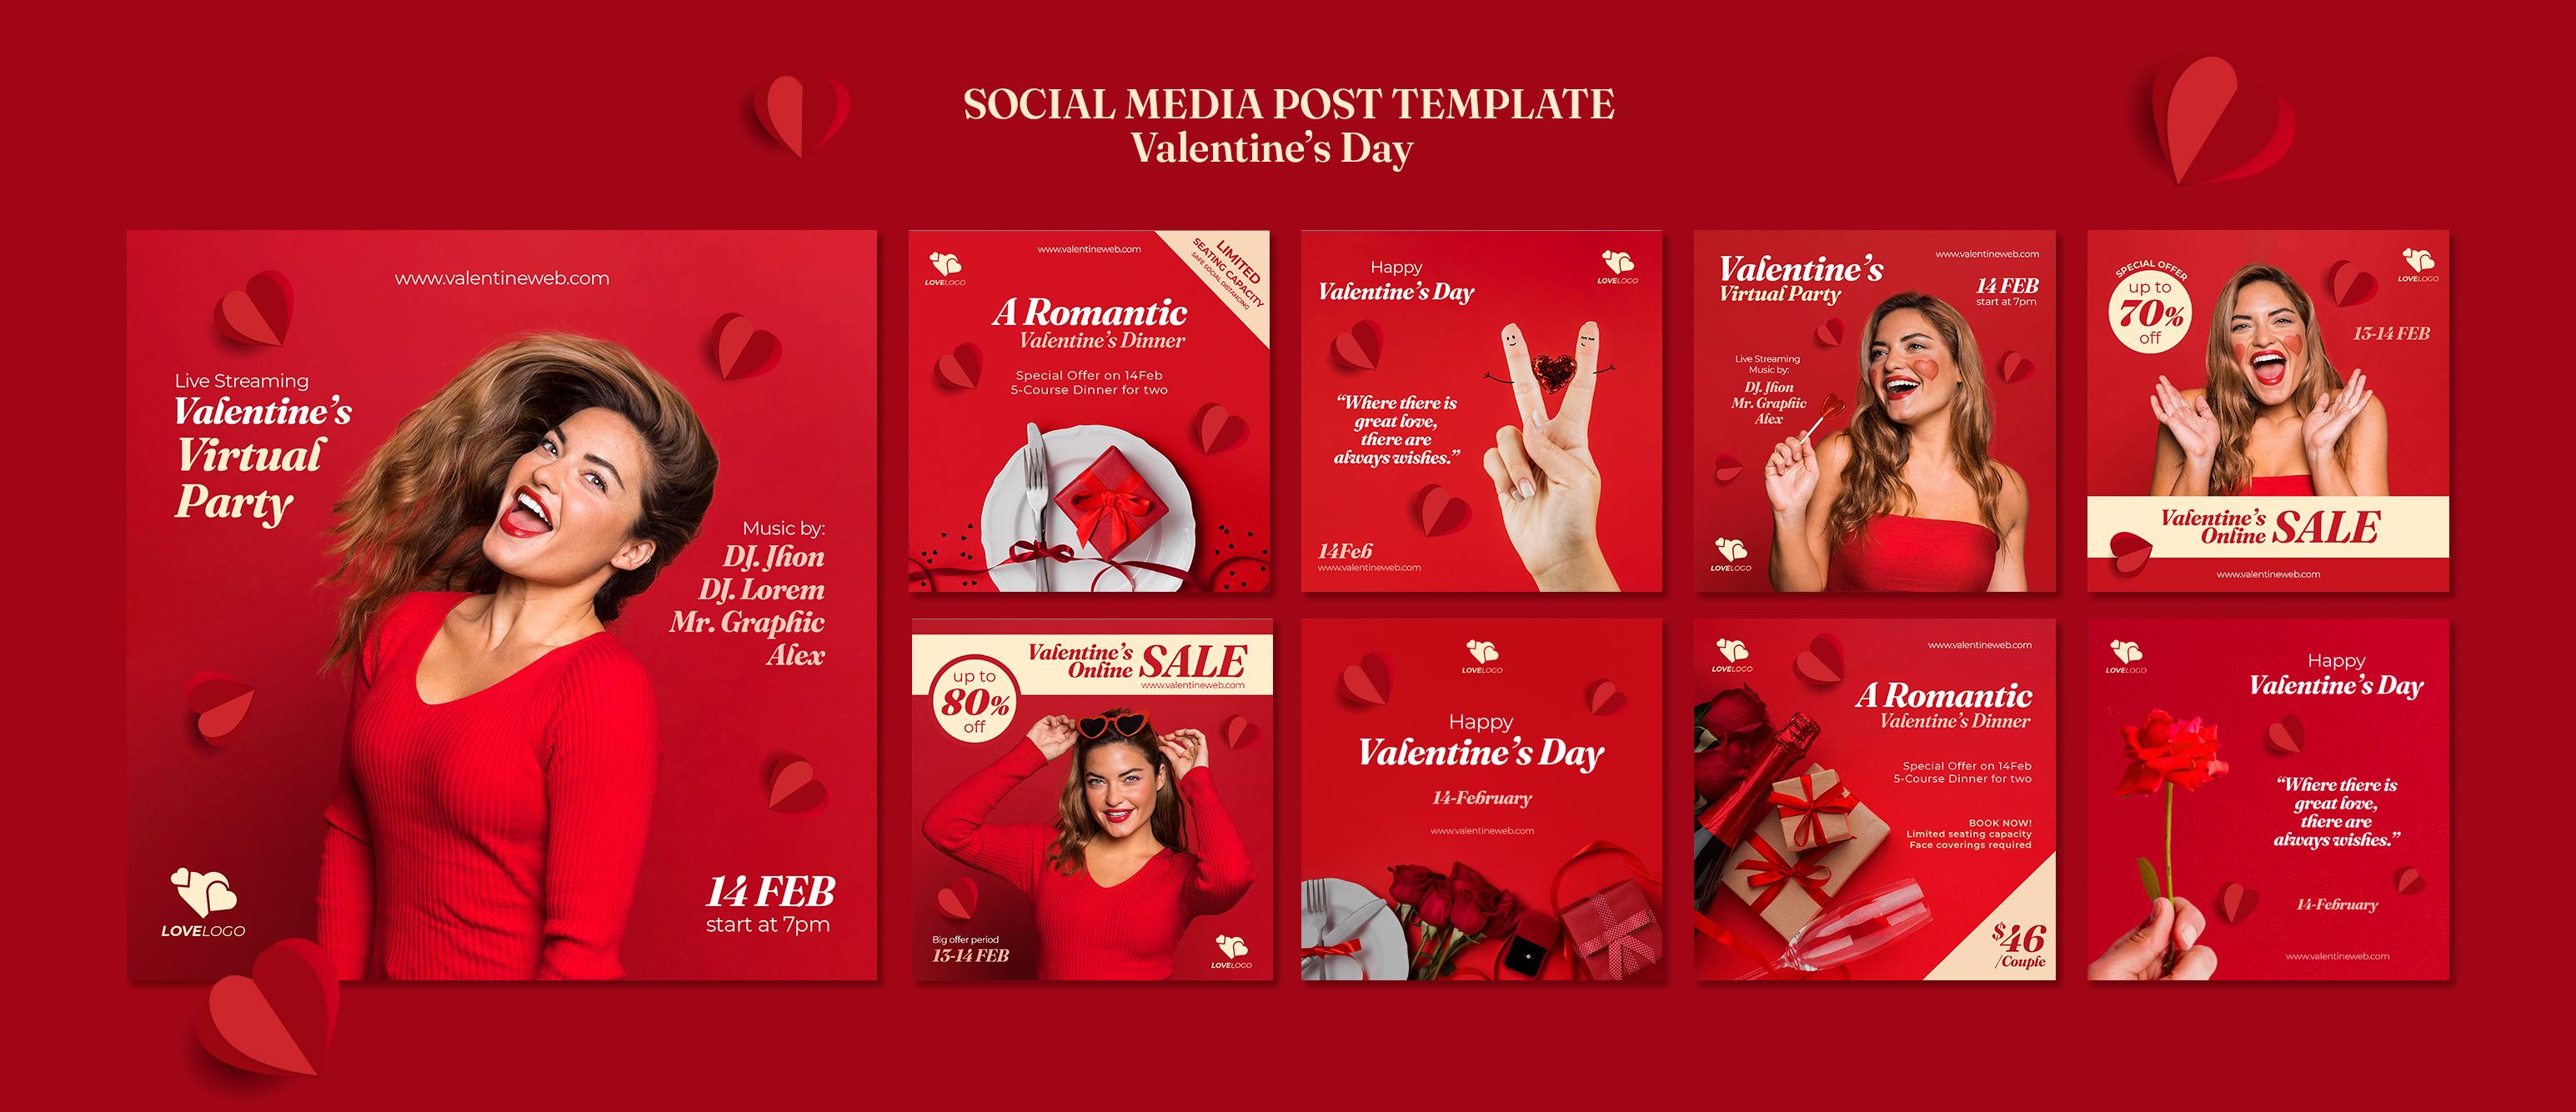 SOCIAL MEDIA POST TEMPLATE
Valentine's Day
www.valentineweb.com
Live Streaming
Valentine's
Virtual
Party
Music by:
DJ. Jhon
DJ. Lorem
Mr. Graphic
Alex
LOVELOGO
14 FEB
start at 7pm
LOVELOGO
www.valentineweb.com
LIMITED
SEATING CAPACITY
SAFE SOCIAL DISTANCING
A Romantic
Valentine's Dinner
Special Offer on 14Feb
5-Course Dinner for two
Happy
Valentine's Day
LOVELOGO
"Where there is
great love,
there are
always wishes."
14Feb
www.valentineweb.com
Valentine's
Virtual Party
www.valentineweb.com
14 FEB
start at 7pm
Live Streaming
Music by:
DJ. Jhon
Mr. Graphic
Alex
LOVELOGO
SPECIAL OFFER
up to
70%
off
LOVELOGO
13-14 FEB
Valentine's
Online SALE
www.valentineweb.com
Valentine's
Online SALE
www.valentineweb.com
up to
80%
off
Big offer period
13-14 FEB
LOVELOGO
LOVELOGO
Happy
Valentine's Day
14-February
www.valentineweb.com
LOVELOGO
www.valentineweb.com
A Romantic
Valentine's Dinner
Special Offer on 14Feb
5-Course Dinner for two
BOOK NOW!
Limited seating capacity
Face coverings required
$46
/Couple
LOVELOGO
Happy
Valentine's Day
"Where there is
great love,
there are
always wishes."
14-February
www.valentineweb.com